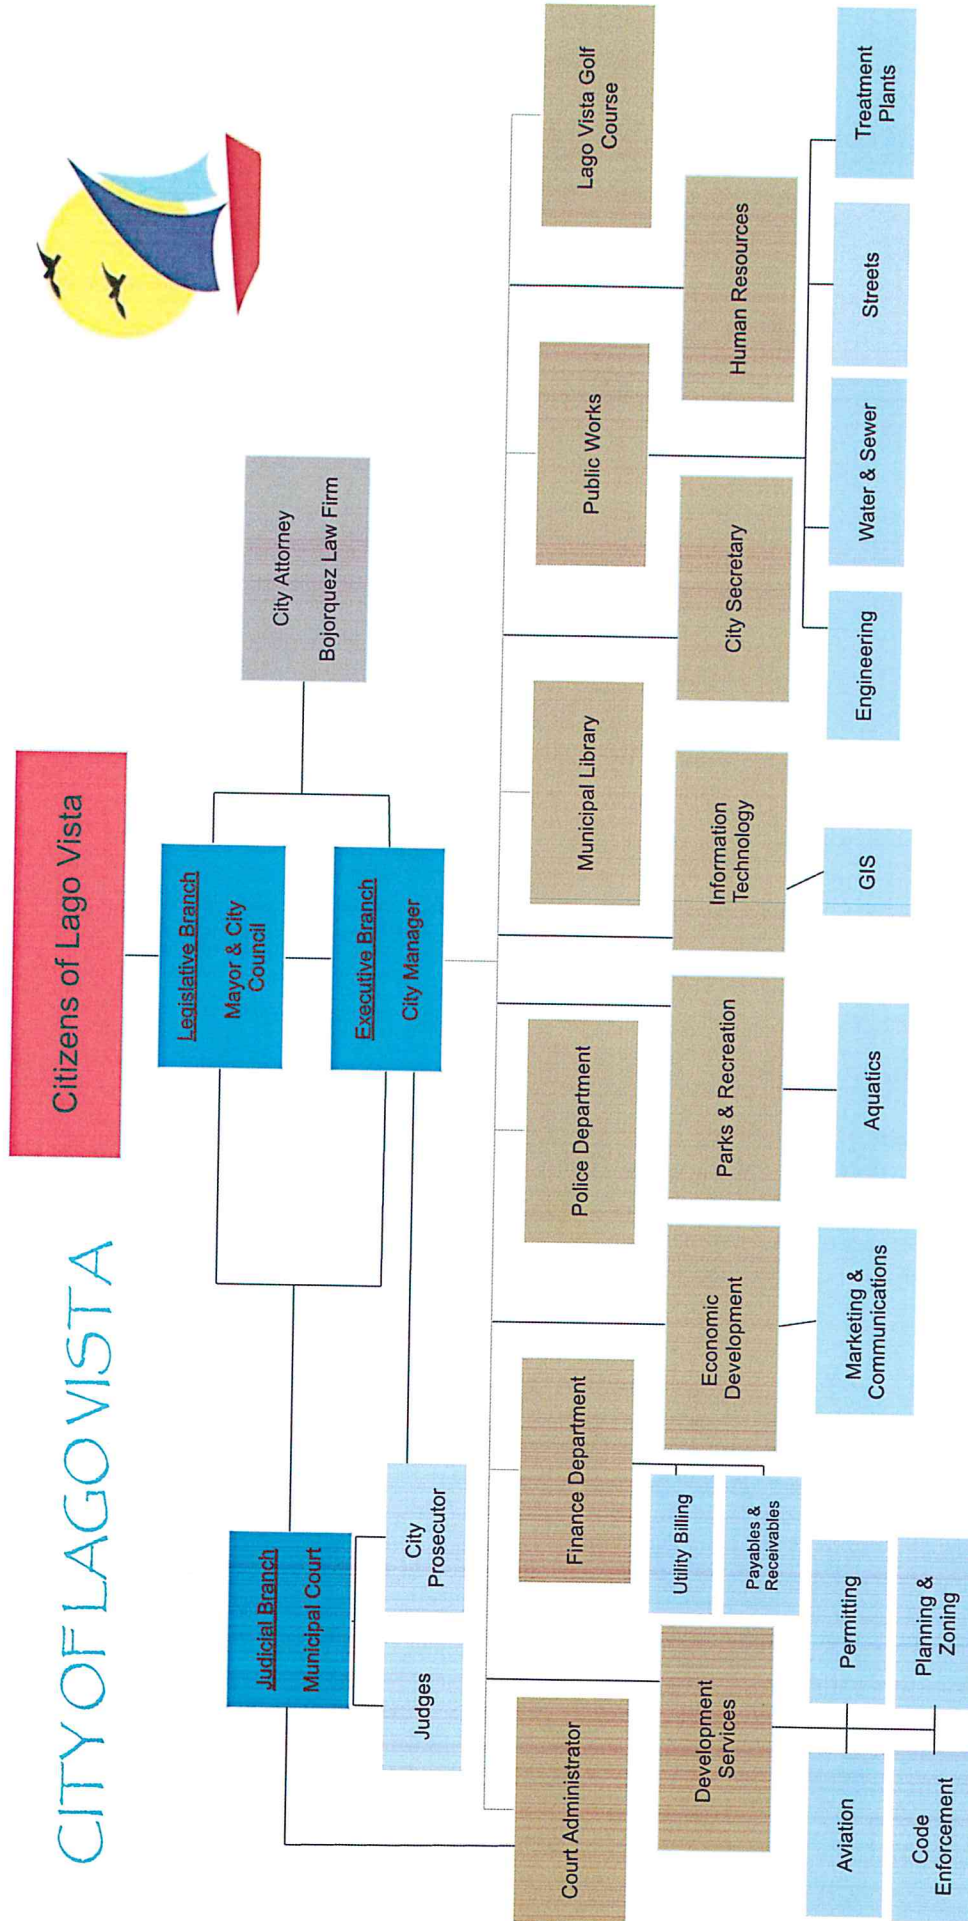 CITY OF LAGO VISTA
Citizens of Lago Vista
Legislative Branch
Mayor & City
Council
City Attorney
Bojorquez Law Firm
Judicial Branch
Municipal Court
Executive Branch
City Manager
Judges
City
Prosecutor
Court Administrator
Finance Department
Police Department
Municipal Library
Public Works
Lago Vista Golf
Course
Development
Services
Utility Billing
Payables &
Receivables
Economic
Development
Parks & Recreation
Information
Technology
City Secretary
Human Resources
Aviation
Permitting
Code
Enforcement
Planning &
Zoning
Marketing &
Communications
Aquatics
GIS
Engineering
Water & Sewer
Streets
Treatment
Plants